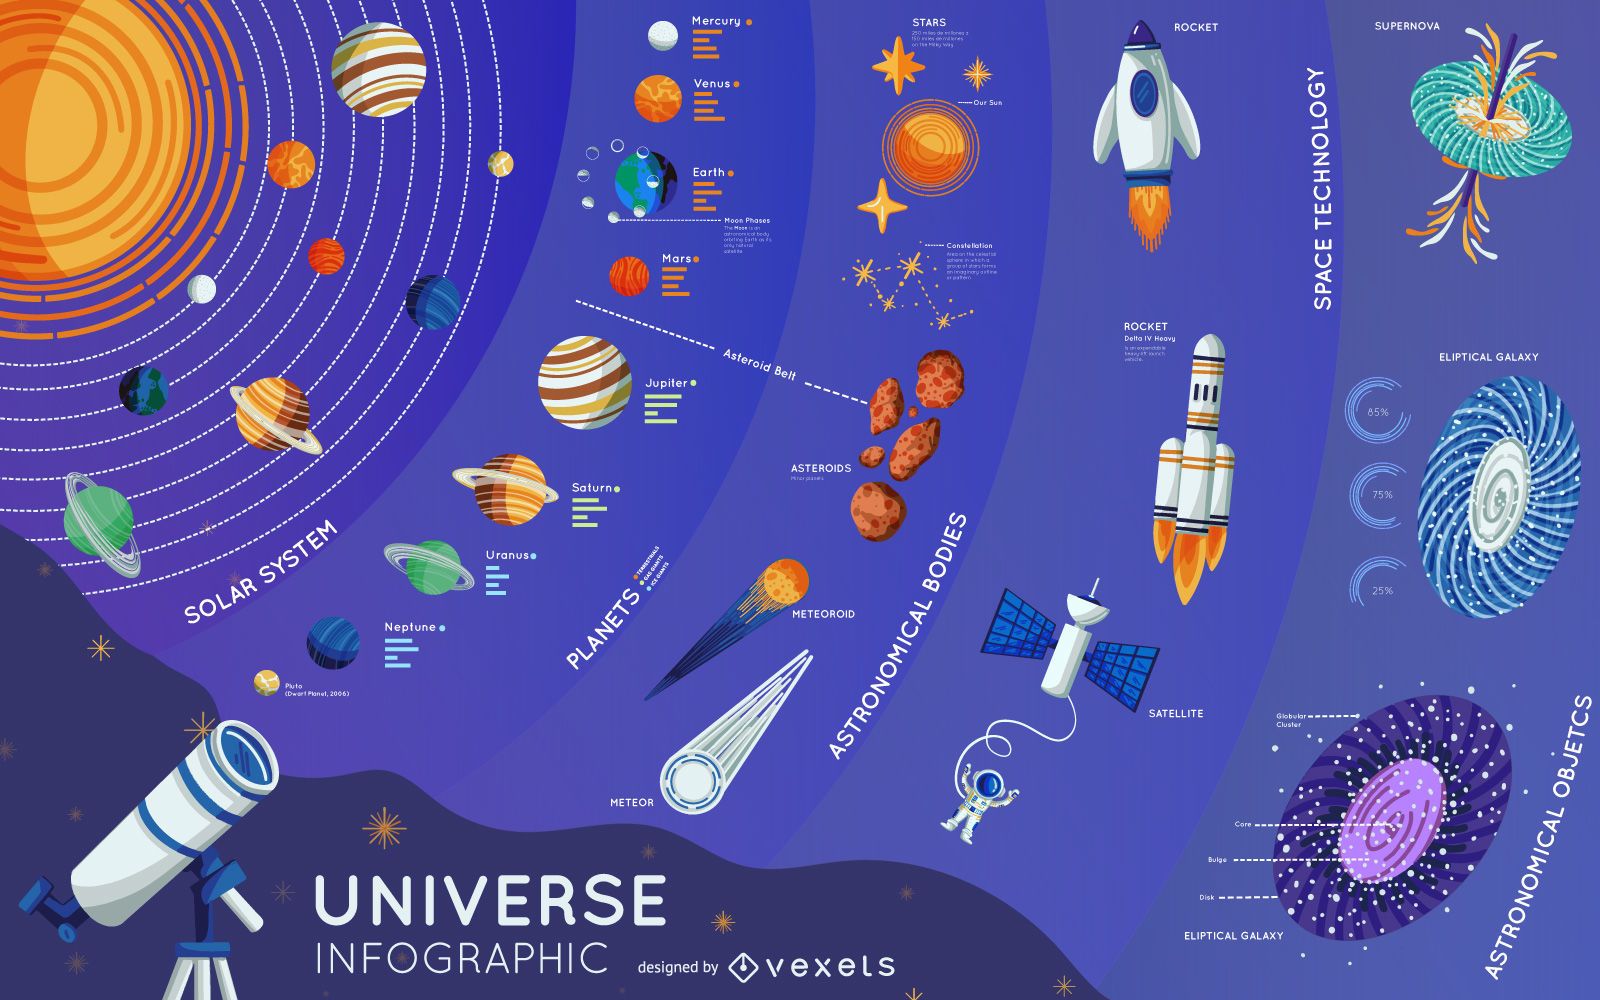 Mercury
Venus
Earth
Moon Phases
The Moon is an
astronomical body
orbiting Earth as its
only natural
satellite.
Mars
Asteroid Belt
Jupiter
Saturn
Uranus
Neptune
Pluto
(Dwarf Planet, 2006)
SOLAR SYSTEM
TERRESTRIALS
GAS GIANTS
ICE GIANTS
PLANETS
STARS
250 miles de millones ±
150 miles de millones
on the Milky Way
Our Sun
Constellation
Area on the celestial
sphere in which a
group of stars forms
an imaginary outline
or pattern
ASTEROIDS
Minor planets
METEOROID
METEOR
ASTRONOMICAL BODIES
ROCKET
ROCKET
Delta IV Heavy
is an expendable
heavy-lift launch
vehicle.
SATELLITE
SPACE TECHNOLOGY
SUPERNOVA
ELIPTICAL GALAXY
85%
75%
25%
Globular
Cluster
Core
Bulge
Disk
ELIPTICAL GALAXY
ASTRONOMICAL OBJETCS
UNIVERSE
INFOGRAPHIC
designed by vexels